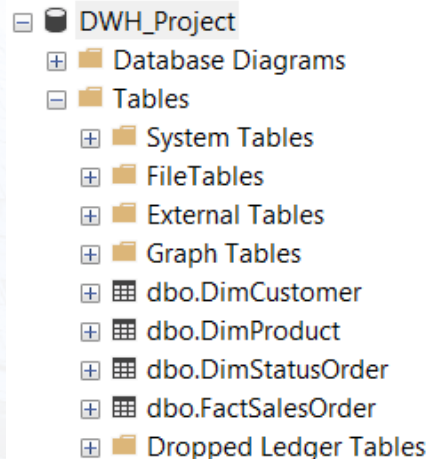 DWH_Project
Database Diagrams
Tables
System Tables
FileTables
External Tables
Graph Tables
dbo.DimCustomer
dbo.DimProduct
dbo.DimStatusOrder
dbo.FactSalesOrder
Dropped Ledger Tables